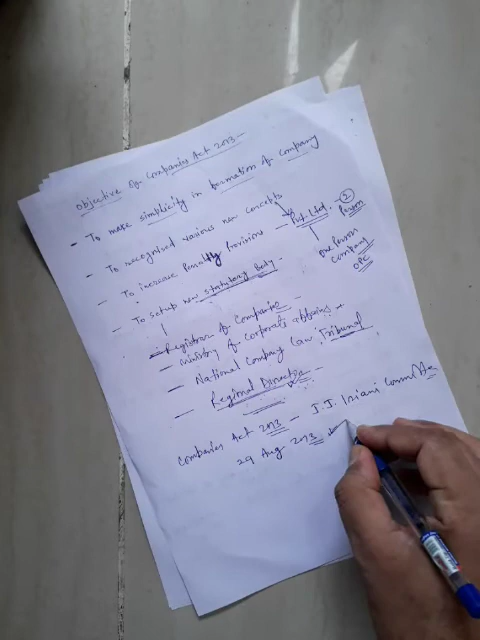 Objective of Companies Act 2013 -
- To make simplicity in formation of Company
- To recognised various new concepts
Pvt Ltd. - ② Person
- To increase Penalty Provisions -
One Person Company OPC
- To setup new statutory Body -
- Registrar of Companies -
- Ministry of corporate affairs -
- National Company Law Tribunal
- Regional Director -
Companies Act 2013 - J.J. Iriani Committee
29 Aug 2013